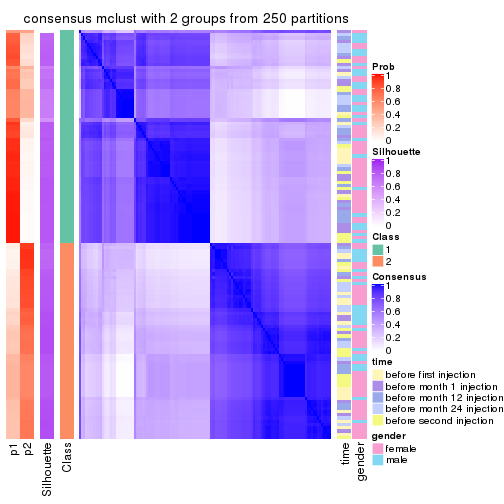 consensus mclust with 2 groups from 250 partitions
Prob
1
0.8
0.6
0.4
0.2
0
Silhouette
1
0.8
0.6
0.4
0.2
0
Class
1
2
Consensus
1
0.8
0.6
0.4
0.2
0
time
before first injection
before month 1 injection
before month 12 injection
before month 24 injection
before second injection
gender
female
male
p1
p2
Silhouette
Class
time
gender